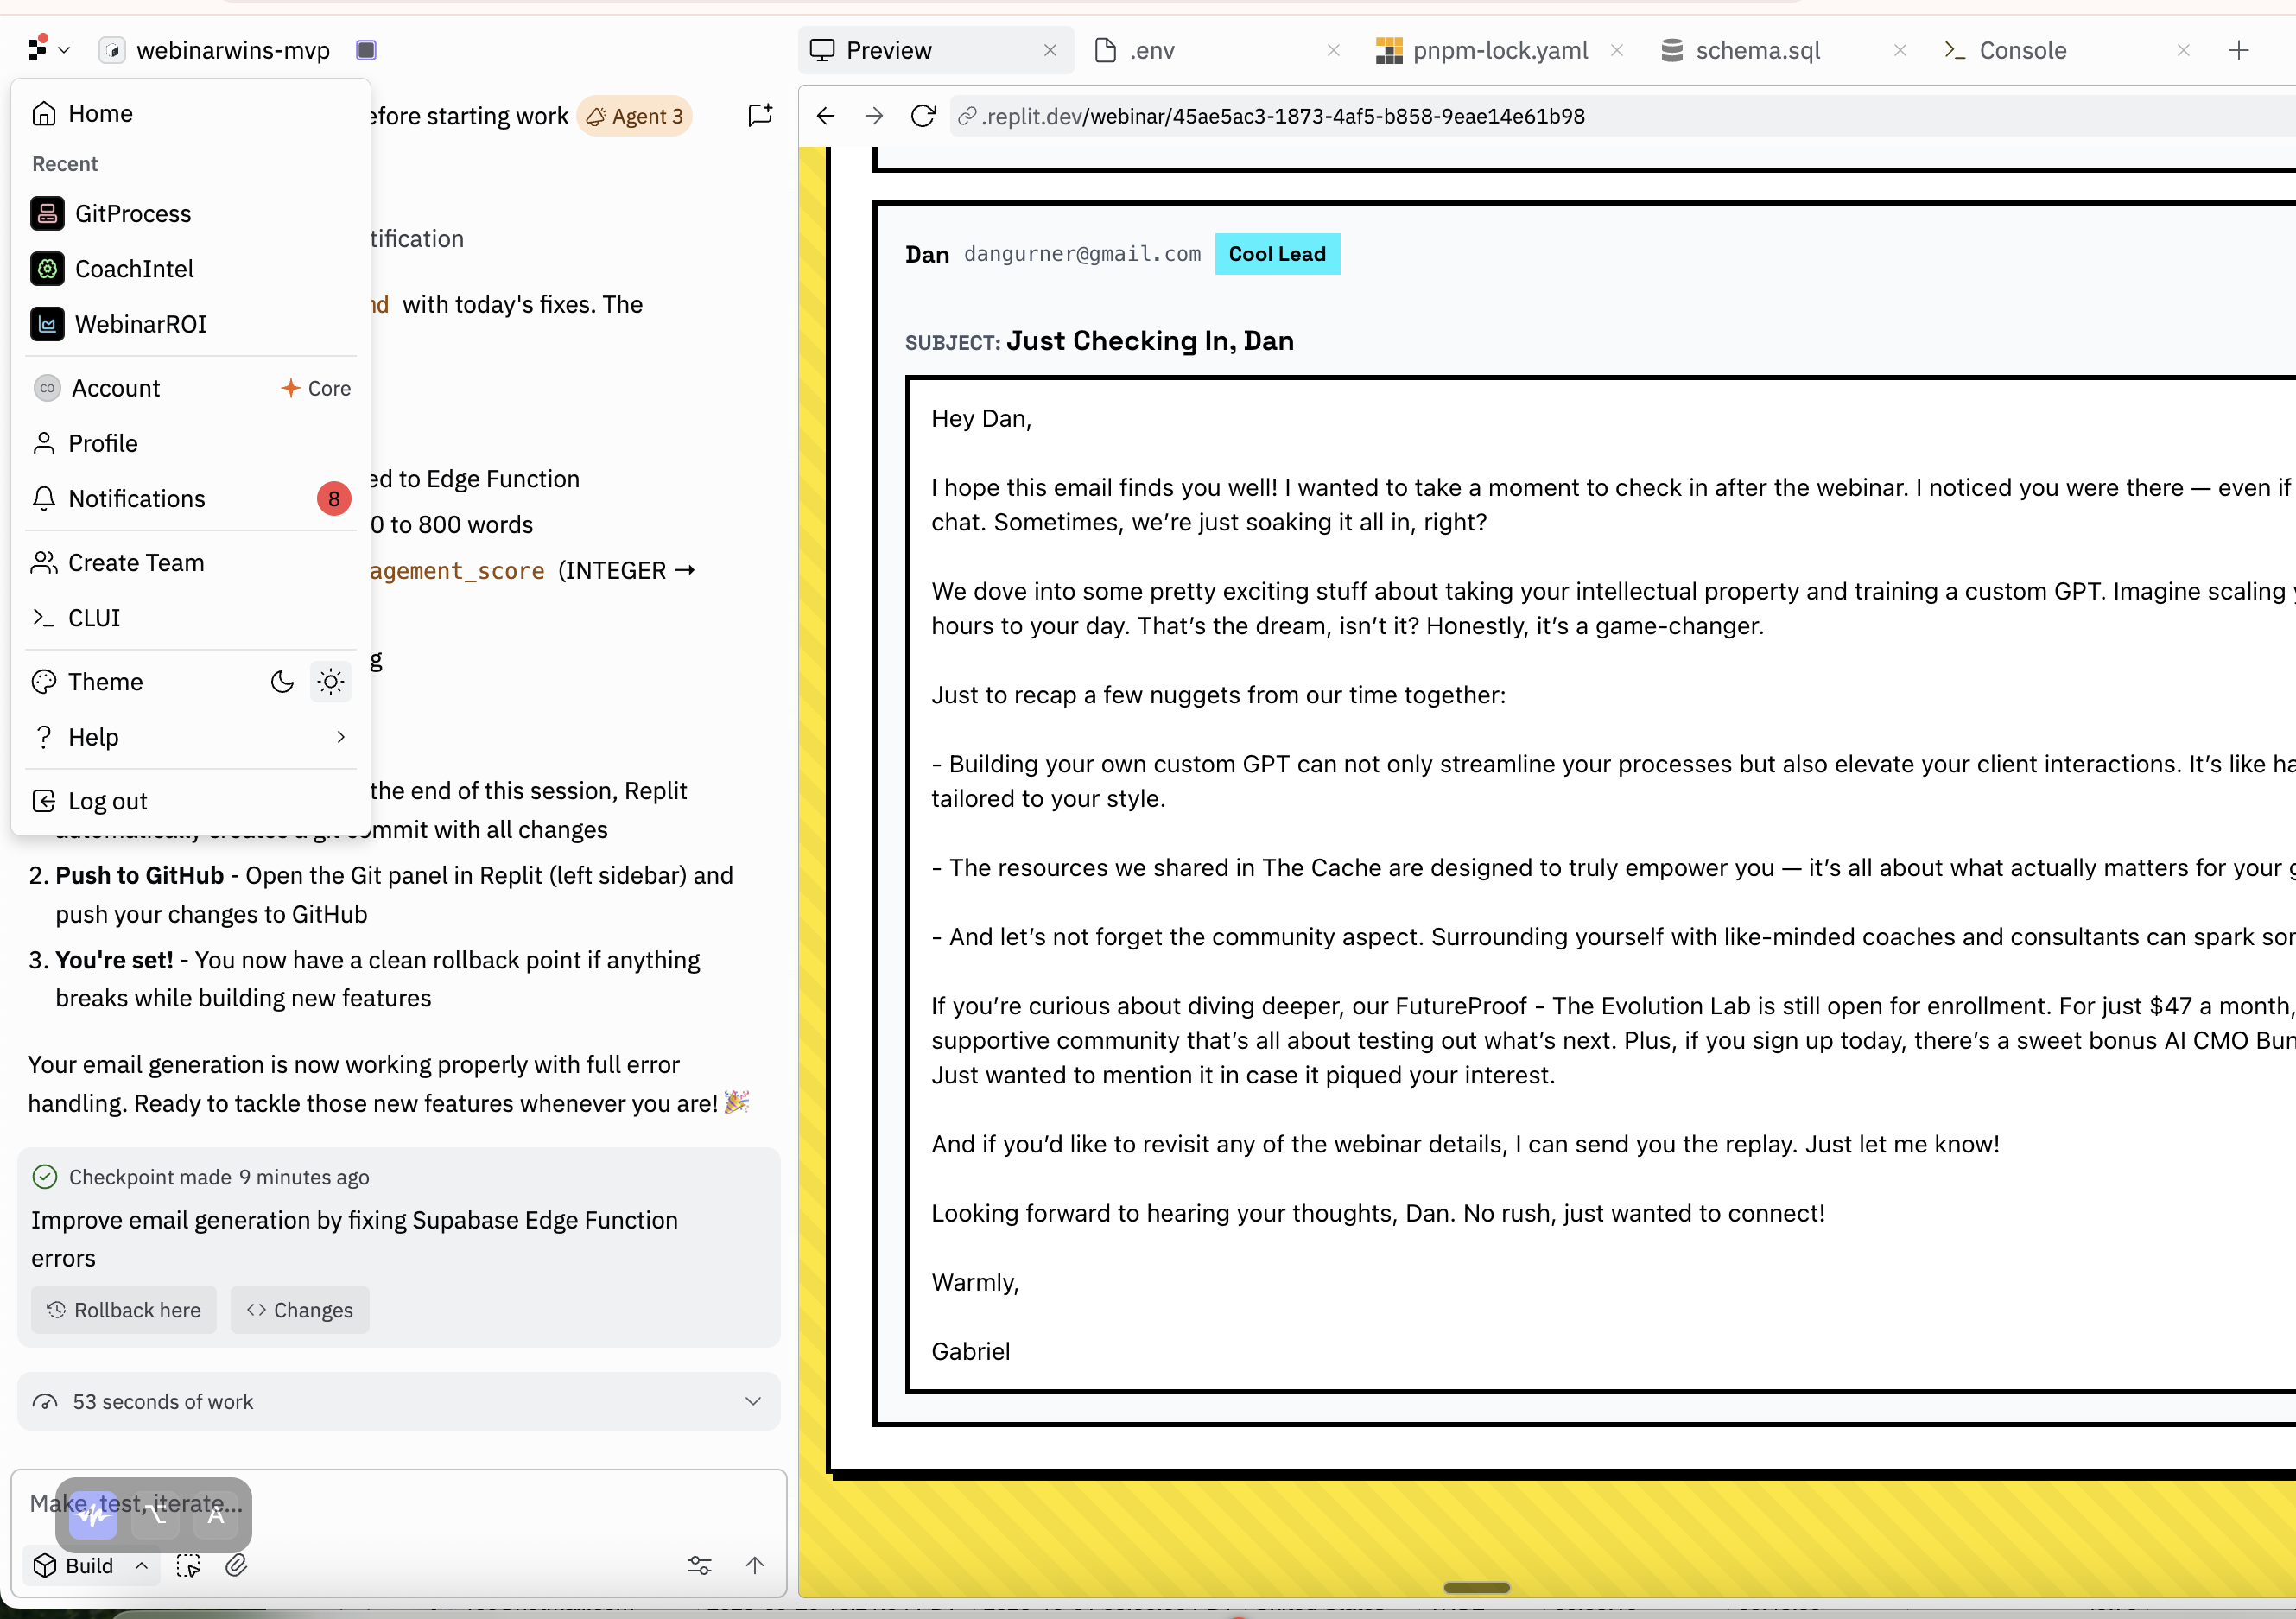 webinarwins-mvp
Preview
.env
pnpm-lock.yaml
schema.sql
Console
Home
Recent
GitProcess
CoachIntel
WebinarROI
Account
CO
Core
Profile
Notifications
8
Create Team
CLUI
Theme
Help
Log out
efore starting work
Agent 3
tification
with today's fixes. The
ed to Edge Function
0 to 800 words
agement_score (INTEGER →
g
the end of this session, Replit
commit with all changes
2. Push to GitHub - Open the Git panel in Replit (left sidebar) and
push your changes to GitHub
3. You're set! - You now have a clean rollback point if anything
breaks while building new features
Your email generation is now working properly with full error
handling. Ready to tackle those new features whenever you are! 🎉
Checkpoint made 9 minutes ago
Improve email generation by fixing Supabase Edge Function
errors
Rollback here
Changes
53 seconds of work
Make, test, iterate...
A
Build
.replit.dev/webinar/45ae5ac3-1873-4af5-b858-9eae14e61b98
Dan dangurner@gmail.com Cool Lead
SUBJECT: Just Checking In, Dan
Hey Dan,
I hope this email finds you well! I wanted to take a moment to check in after the webinar. I noticed you were there — even if
chat. Sometimes, we’re just soaking it all in, right?
We dove into some pretty exciting stuff about taking your intellectual property and training a custom GPT. Imagine scaling
hours to your day. That’s the dream, isn’t it? Honestly, it’s a game-changer.
Just to recap a few nuggets from our time together:
- Building your own custom GPT can not only streamline your processes but also elevate your client interactions. It’s like ha
tailored to your style.
- The resources we shared in The Cache are designed to truly empower you — it’s all about what actually matters for your
- And let’s not forget the community aspect. Surrounding yourself with like-minded coaches and consultants can spark
If you’re curious about diving deeper, our FutureProof - The Evolution Lab is still open for enrollment. For just $47 a month,
supportive community that’s all about testing out what’s next. Plus, if you sign up today, there’s a sweet bonus AI CMO Bun
Just wanted to mention it in case it piqued your interest.
And if you’d like to revisit any of the webinar details, I can send you the replay. Just let me know!
Looking forward to hearing your thoughts, Dan. No rush, just wanted to connect!
Warmly,
Gabriel